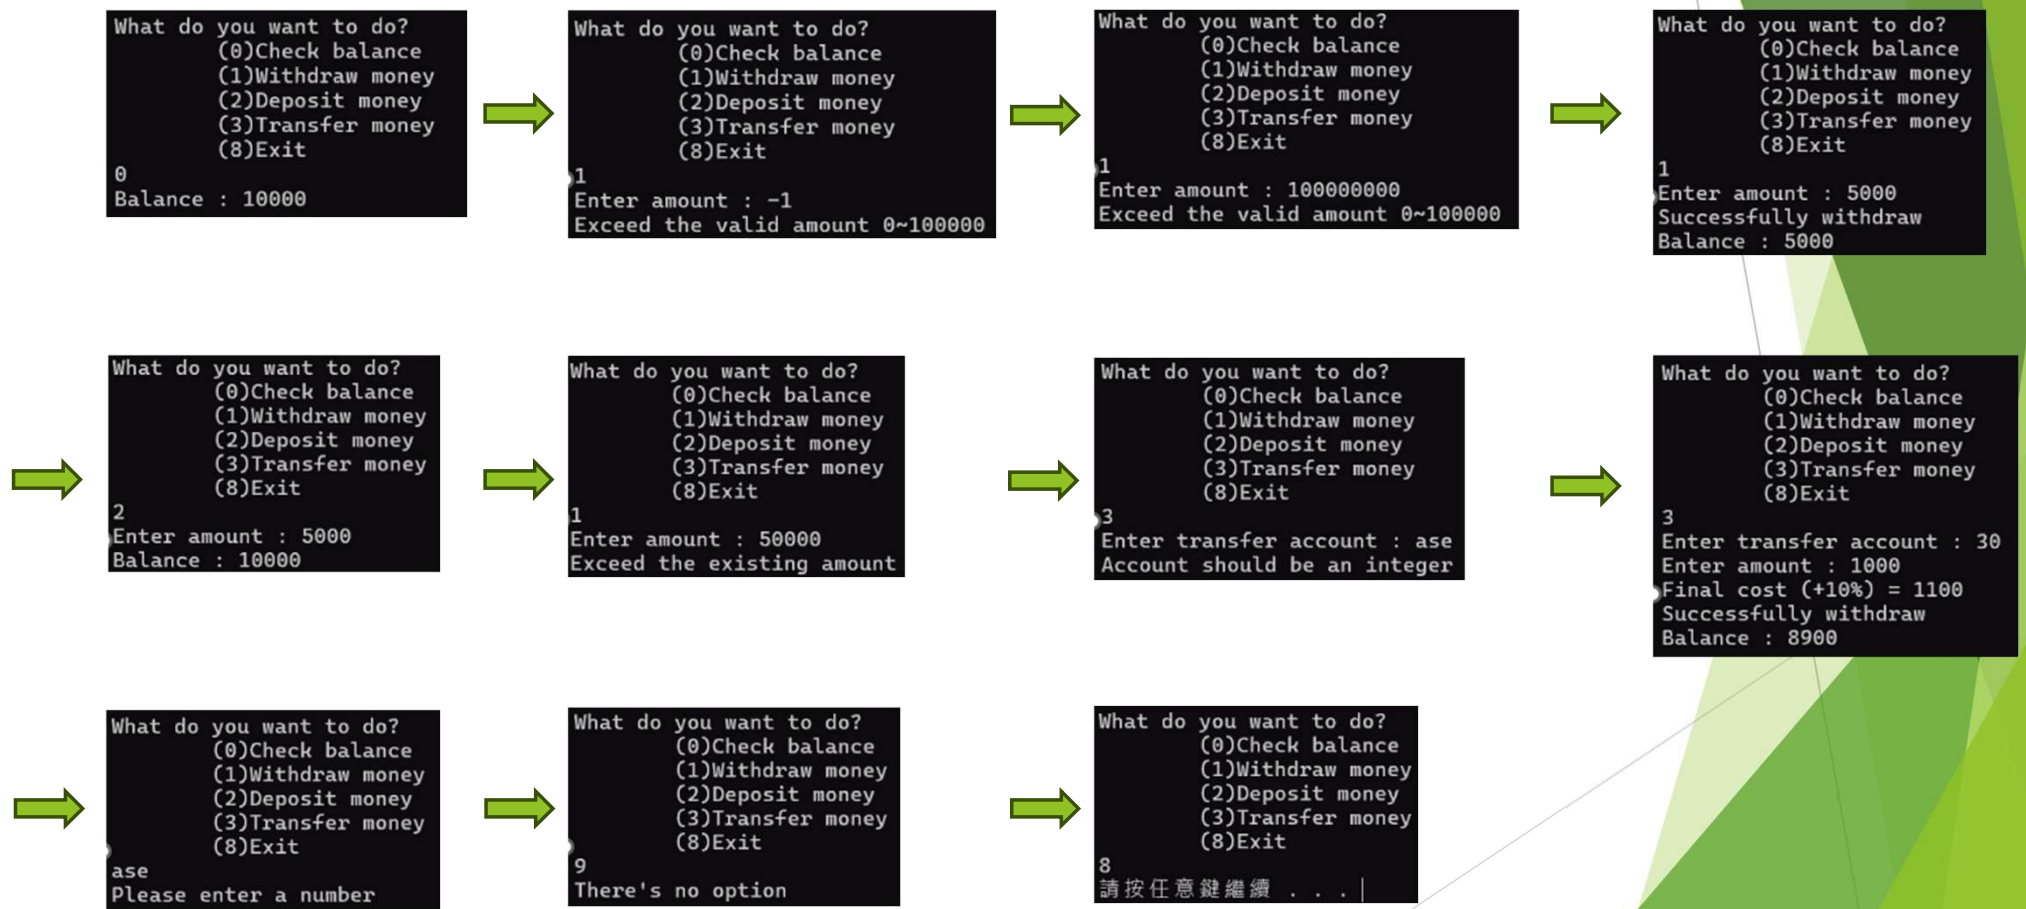 What do you want to do?
(0)Check balance
(1)Withdraw money
(2)Deposit money
(3)Transfer money
(8)Exit
0
Balance : 10000
What do you want to do?
(0)Check balance
(1)Withdraw money
(2)Deposit money
(3)Transfer money
(8)Exit
1
Enter amount : -1
Exceed the valid amount 0~100000
What do you want to do?
(0)Check balance
(1)Withdraw money
(2)Deposit money
(3)Transfer money
(8)Exit
1
Enter amount : 100000000
Exceed the valid amount 0~100000
What do you want to do?
(0)Check balance
(1)Withdraw money
(2)Deposit money
(3)Transfer money
(8)Exit
1
Enter amount : 5000
Successfully withdraw
Balance : 5000
What do you want to do?
(0)Check balance
(1)Withdraw money
(2)Deposit money
(3)Transfer money
(8)Exit
2
Enter amount : 5000
Balance : 10000
What do you want to do?
(0)Check balance
(1)Withdraw money
(2)Deposit money
(3)Transfer money
(8)Exit
1
Enter amount : 50000
Exceed the existing amount
What do you want to do?
(0)Check balance
(1)Withdraw money
(2)Deposit money
(3)Transfer money
(8)Exit
3
Enter transfer account : ase
Account should be an integer
What do you want to do?
(0)Check balance
(1)Withdraw money
(2)Deposit money
(3)Transfer money
(8)Exit
3
Enter transfer account : 30
Enter amount : 1000
Final cost (+10%) = 1100
Successfully withdraw
Balance : 8900
What do you want to do?
(0)Check balance
(1)Withdraw money
(2)Deposit money
(3)Transfer money
(8)Exit
ase
Please enter a number
What do you want to do?
(0)Check balance
(1)Withdraw money
(2)Deposit money
(3)Transfer money
(8)Exit
9
There's no option
What do you want to do?
(0)Check balance
(1)Withdraw money
(2)Deposit money
(3)Transfer money
(8)Exit
8
請按任意鍵繼續 . . .